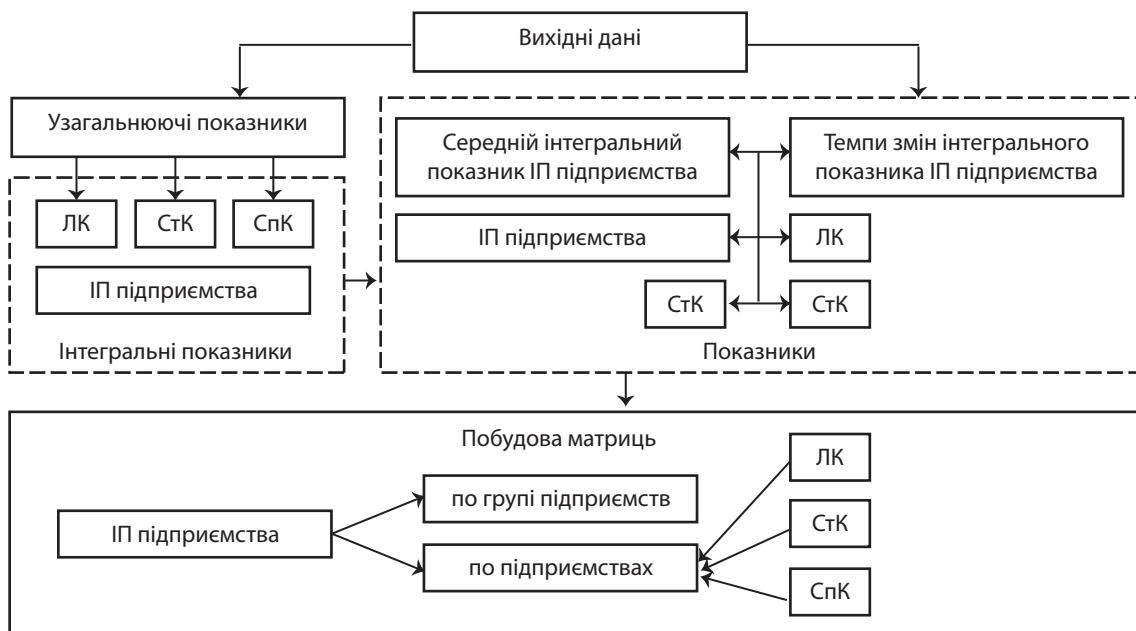 Вихідні дані
Узагальнюючі показники
ЛК
СтК
СпК
ІП підприємства
Інтегральні показники
Середній інтегральний
показник ІП підприємства
Темпи змін інтегрального
показника ІП підприємства
ІП підприємства
ЛК
СтК
СтК
Показники
Побудова матриць
ІП підприємства
по групі підприємств
по підприємствах
ЛК
СтК
СпК